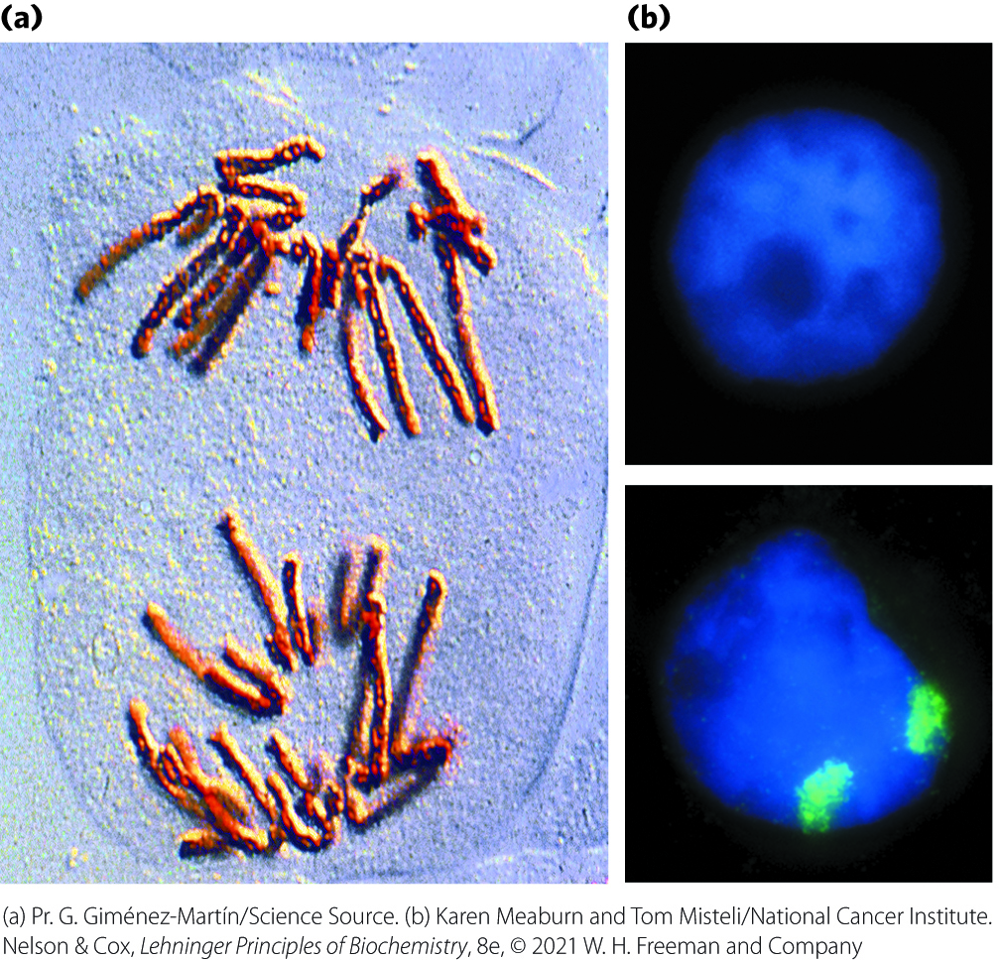 (a)
(b)
(a) Pr. G. Giménez-Martín/Science Source. (b) Karen Meaburn and Tom Misteli/National Cancer Institute.
Nelson & Cox, Lehninger Principles of Biochemistry, 8e, © 2021 W. H. Freeman and Company